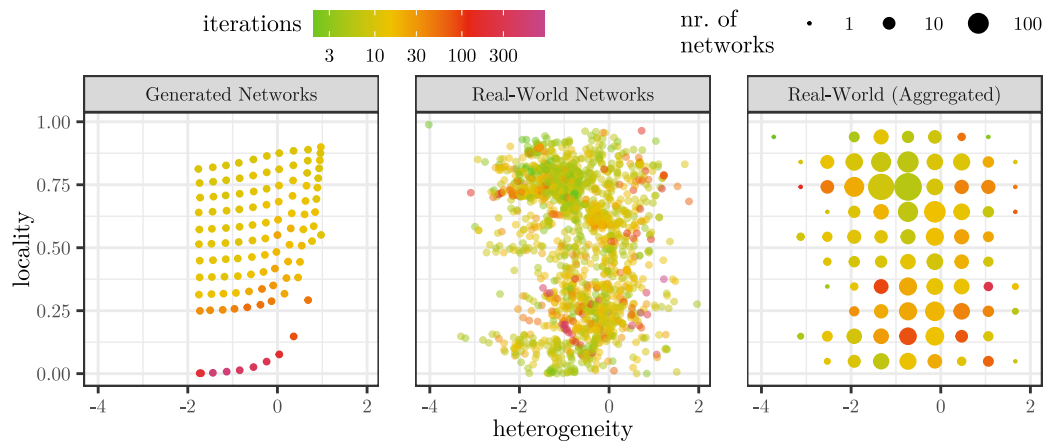 iterations
3 10 30 100 300
nr. of
networks
1 10 100
Generated Networks
Real-World Networks
Real-World (Aggregated)
locality
1.00
0.75
0.50
0.25
0.00
-4 -2 0 2
-4 -2 0 2
-4 -2 0 2
heterogeneity